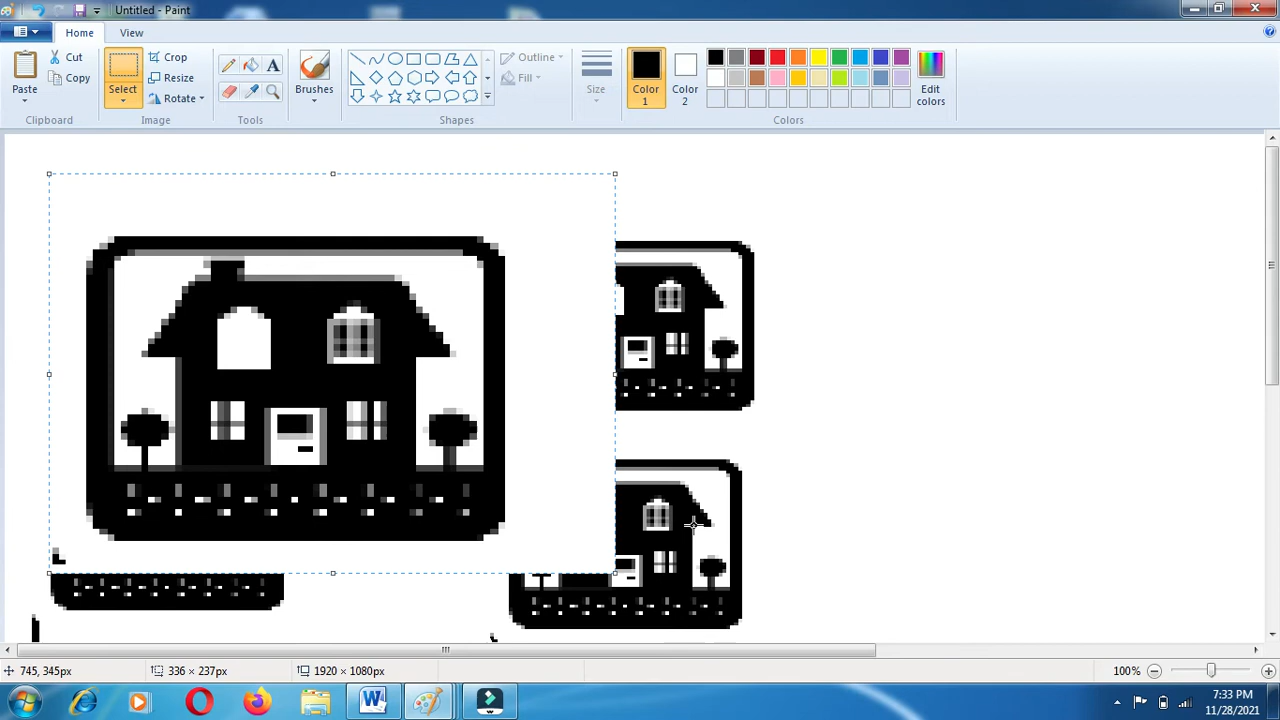 Untitled - Paint
Home View
Paste Cut Copy
Clipboard
Select Crop Resize Rotate
Image
A
Tools
Brushes
Outline Fill
Shapes
Size
Color 1 Color 2
Edit colors
Colors
745, 345px 336 × 237px 1920 × 1080px 100%
7:33 PM
11/28/2021